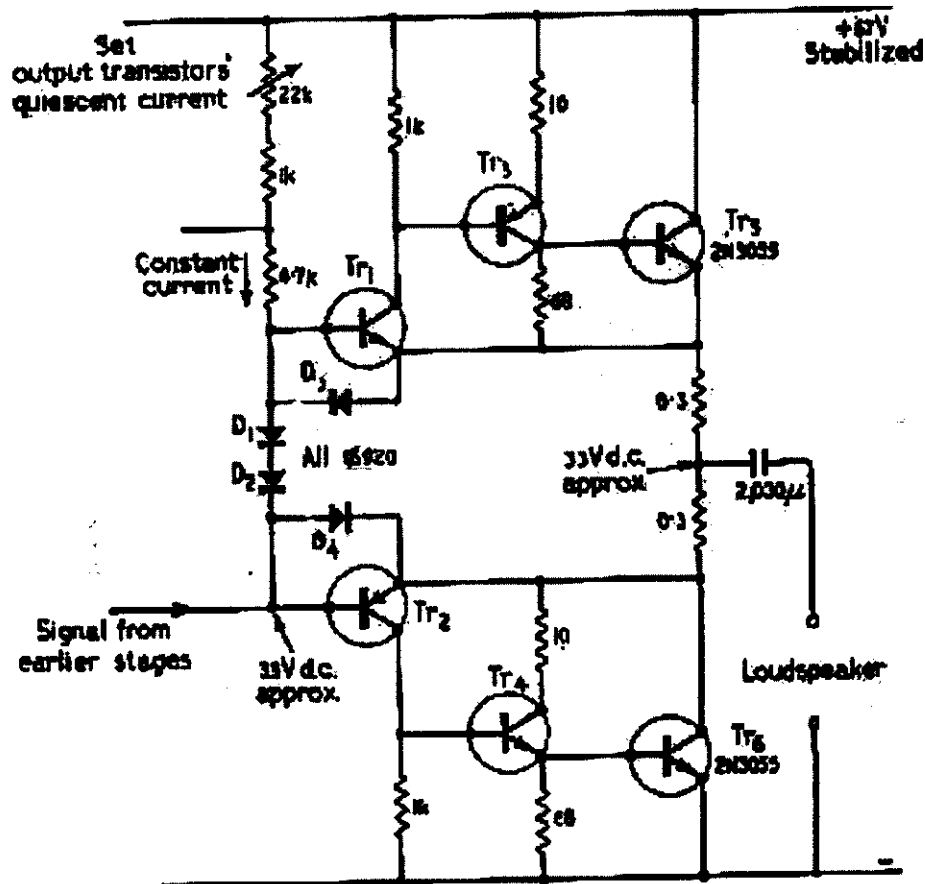 Set
output transistors'
quiescent current
22k
1k
Stabilized
1k
10
Tr3
Tr5
2N3055
Constant
current
4·7k
Tr1
68
D3
D1
D2
All
0·3
33V d.c.
approx.
2,030µ
0·3
D4
Tr2
Signal from
earlier stages
33V d.c.
approx.
10
Tr4
Loudspeaker
Tr6
2N3055
1k
68
-